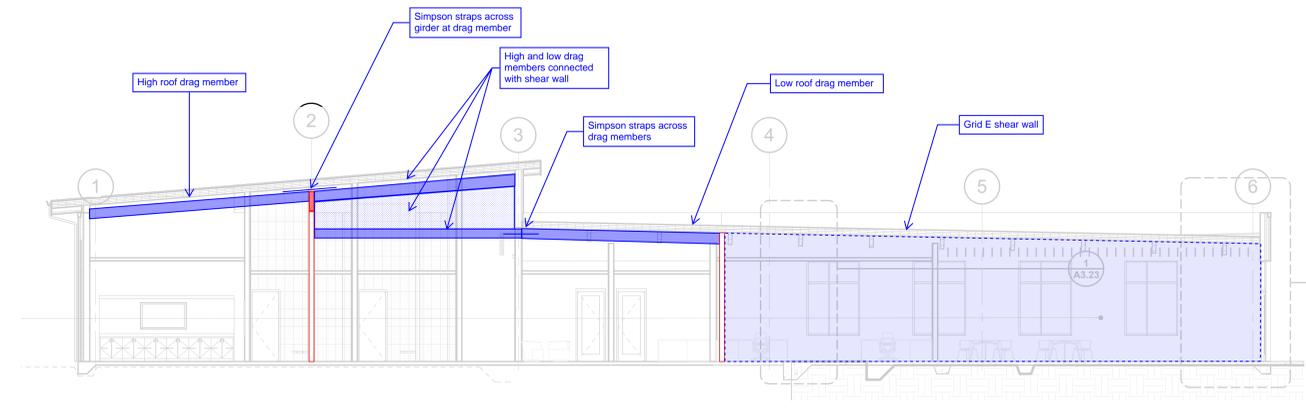 Simpson straps across
girder at drag member
High and low drag
members connected
with shear wall
High roof drag member
Low roof drag member
Simpson straps across
drag members
Grid E shear wall
1
2
3
4
5
6
1
A3.23